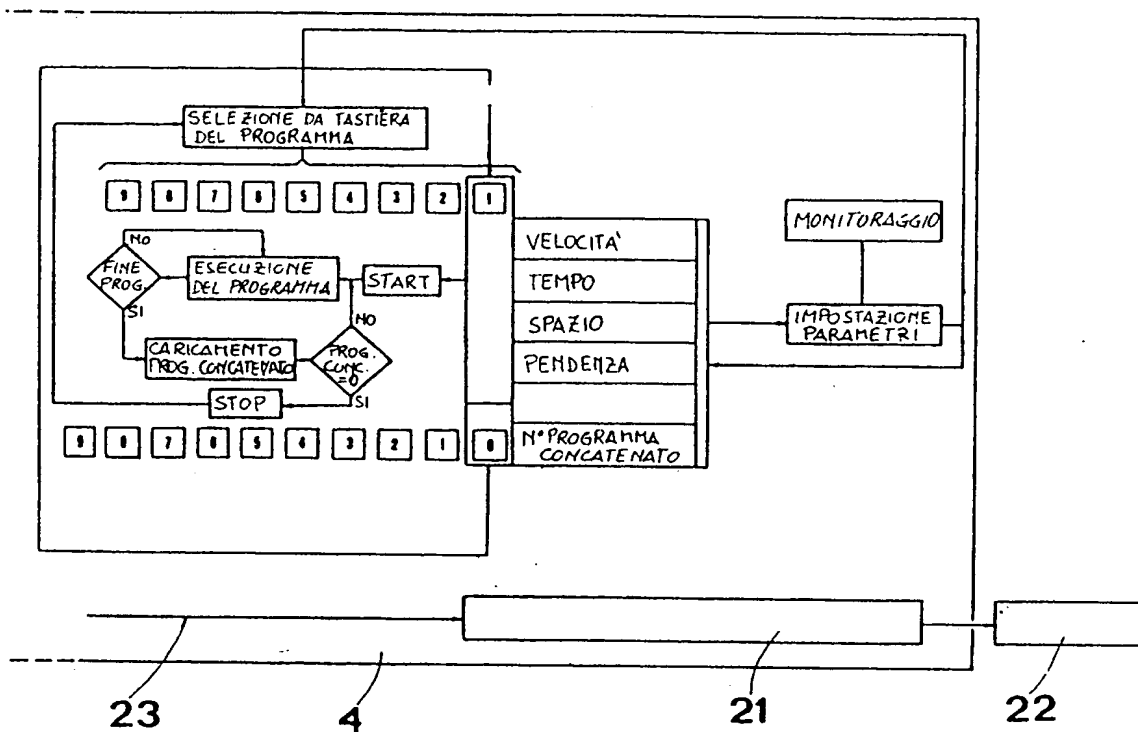 SELEZIONE DA TASTIERA
DEL PROGRAMMA
9 8 7 6 5 4 3 2 1
VELOCITA'
TEMPO
SPAZIO
PENDENZA
N° PROGRAMMA
CONCATENATO
MONITORAGGIO
IMPOSTAZIONE
PARAMETRI
NO
FINE
PROG.
SI
ESECUZIONE
DEL PROGRAMMA
START
NO
CARICAMENTO
PROG. CONCATENATO
PROG.
CONC.
=0
SI
STOP
9 8 7 6 5 4 3 2 1 0
23
4
21
22